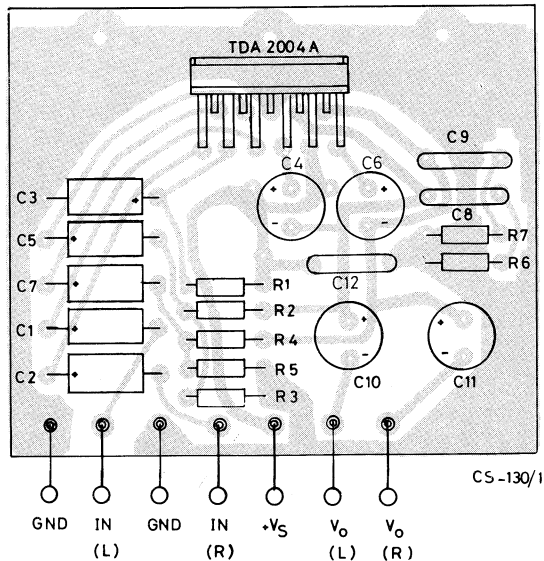 TDA 2004A
C9
C4 C6
C3
C8
C5
R7
R6
C7
R1
C12
R2
C1
R4
R5
C2
C10 C11
R3
CS-130/1
GND IN GND IN +VS VO VO
(L) (R) (L) (R)